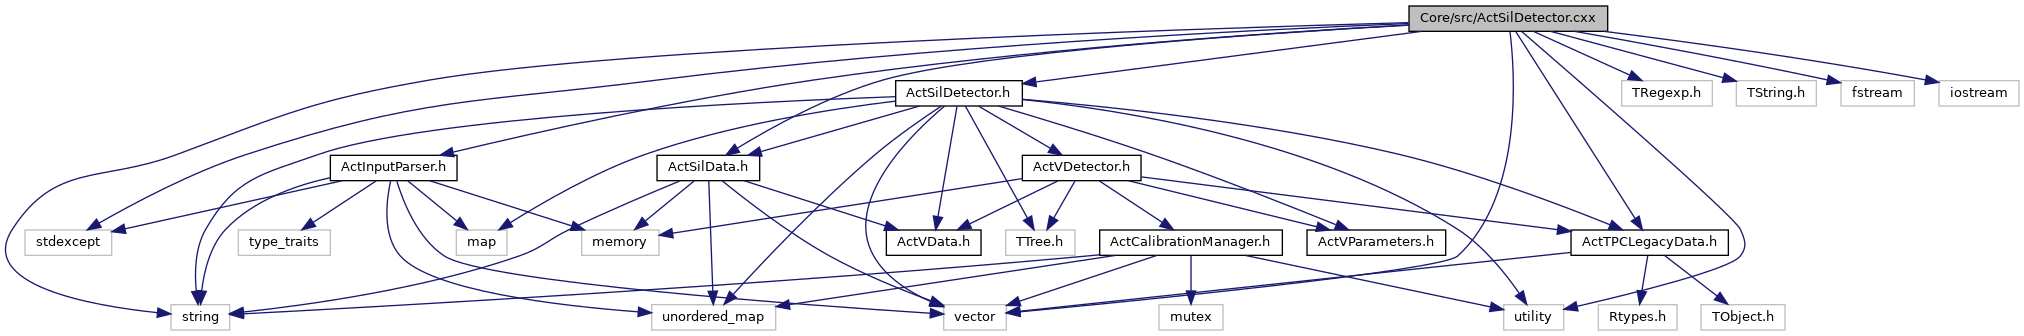 Core/src/ActSilDetector.cxx
ActSilDetector.h
TRegexp.h
TString.h
fstream
iostream
ActInputParser.h
ActSilData.h
ActVDetector.h
stdexcept
type_traits
map
memory
ActVData.h
TTree.h
ActCalibrationManager.h
ActVParameters.h
ActTPCLegacyData.h
string
unordered_map
vector
mutex
utility
Rtypes.h
TObject.h